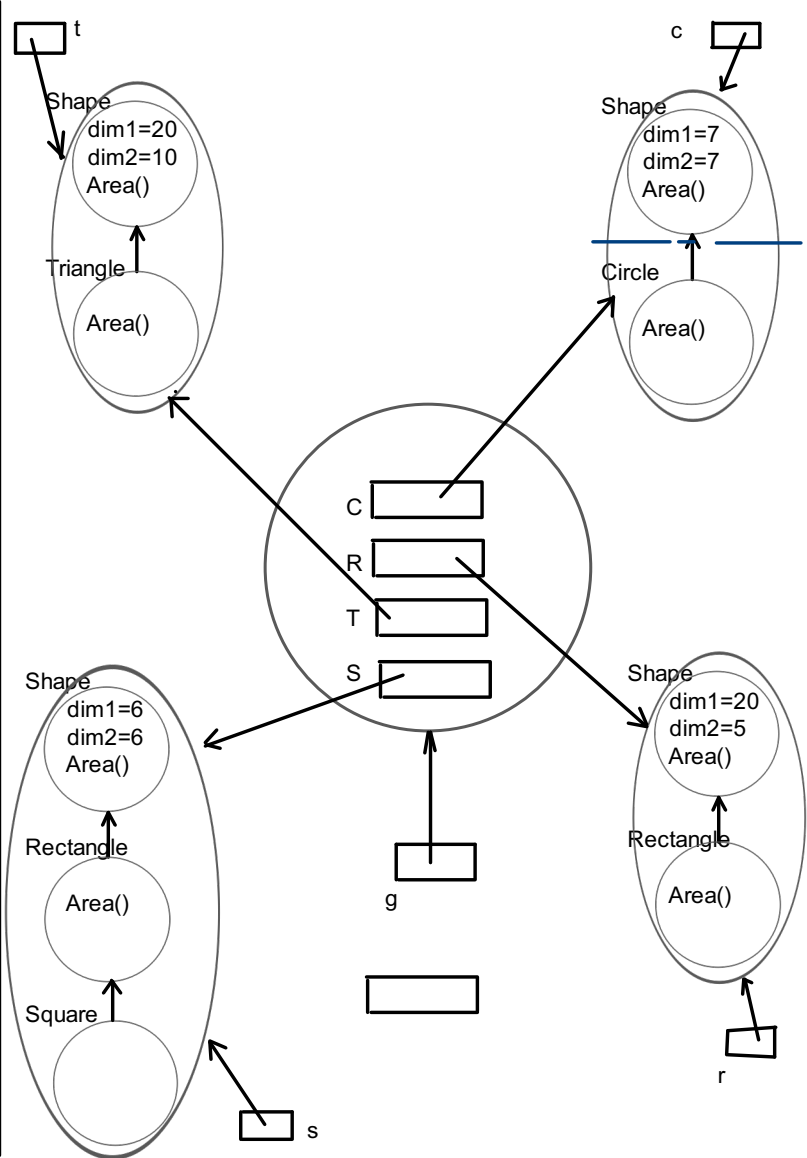 t
Shape
dim1=20
dim2=10
Area()
Triangle
Area()
c
Shape
dim1=7
dim2=7
Area()
Circle
Area()
C
R
T
S
g
Shape
dim1=6
dim2=6
Area()
Rectangle
Area()
Square
s
Shape
dim1=20
dim2=5
Area()
Rectangle
Area()
r